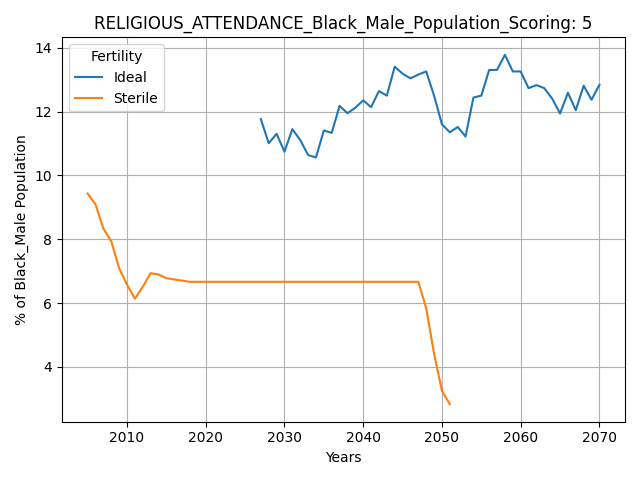 RELIGIOUS_ATTENDANCE_Black_Male_Population_Scoring: 5
Fertility
Ideal
Sterile
% of Black_Male Population
14
12
10
8
6
4
2010 2020 2030 2040 2050 2060 2070
Years